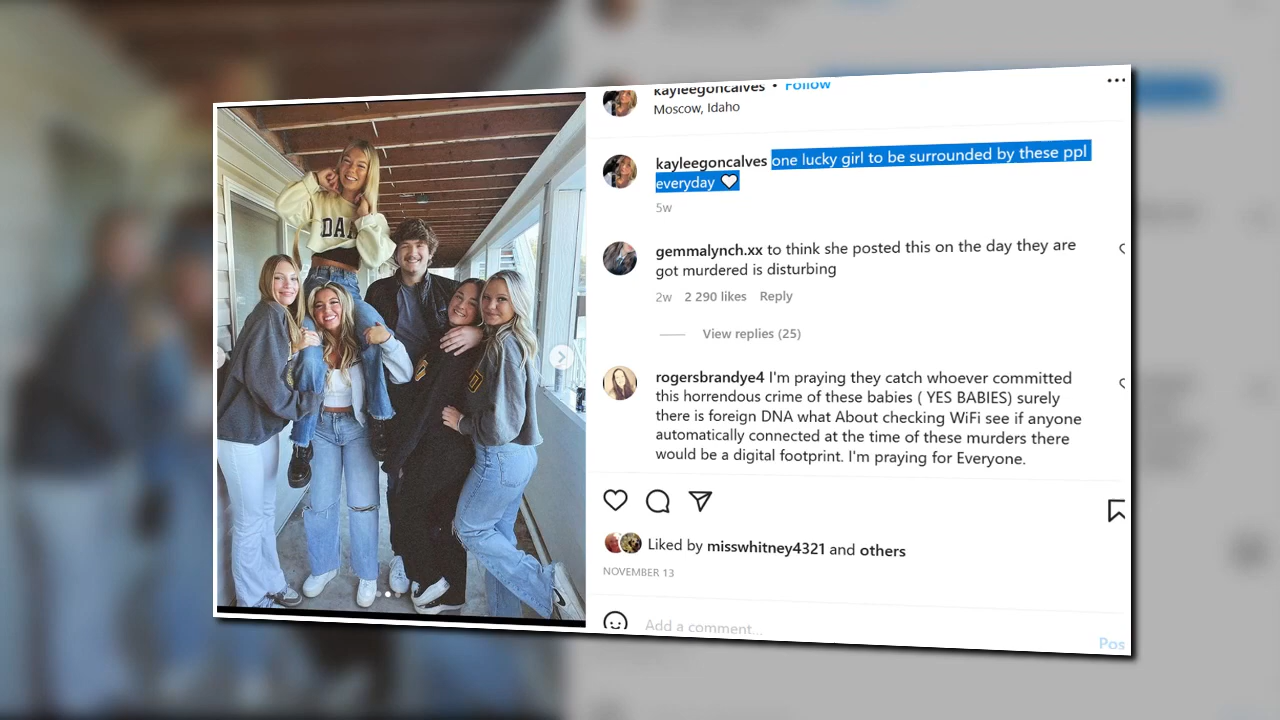 DA
kayleegoncalves • Follow
Moscow, Idaho
kayleegoncalves one lucky girl to be surrounded by these ppl
everyday 🤍
5w
gemmalynch.xx to think she posted this on the day they are
got murdered is disturbing
2w 2 290 likes Reply
View replies (25)
rogersbrandye4 I'm praying they catch whoever committed
this horrendous crime of these babies ( YES BABIES) surely
there is foreign DNA what About checking WiFi see if anyone
automatically connected at the time of these murders there
would be a digital footprint. I'm praying for Everyone.
Liked by misswhitney4321 and others
NOVEMBER 13
Add a comment...
Pos